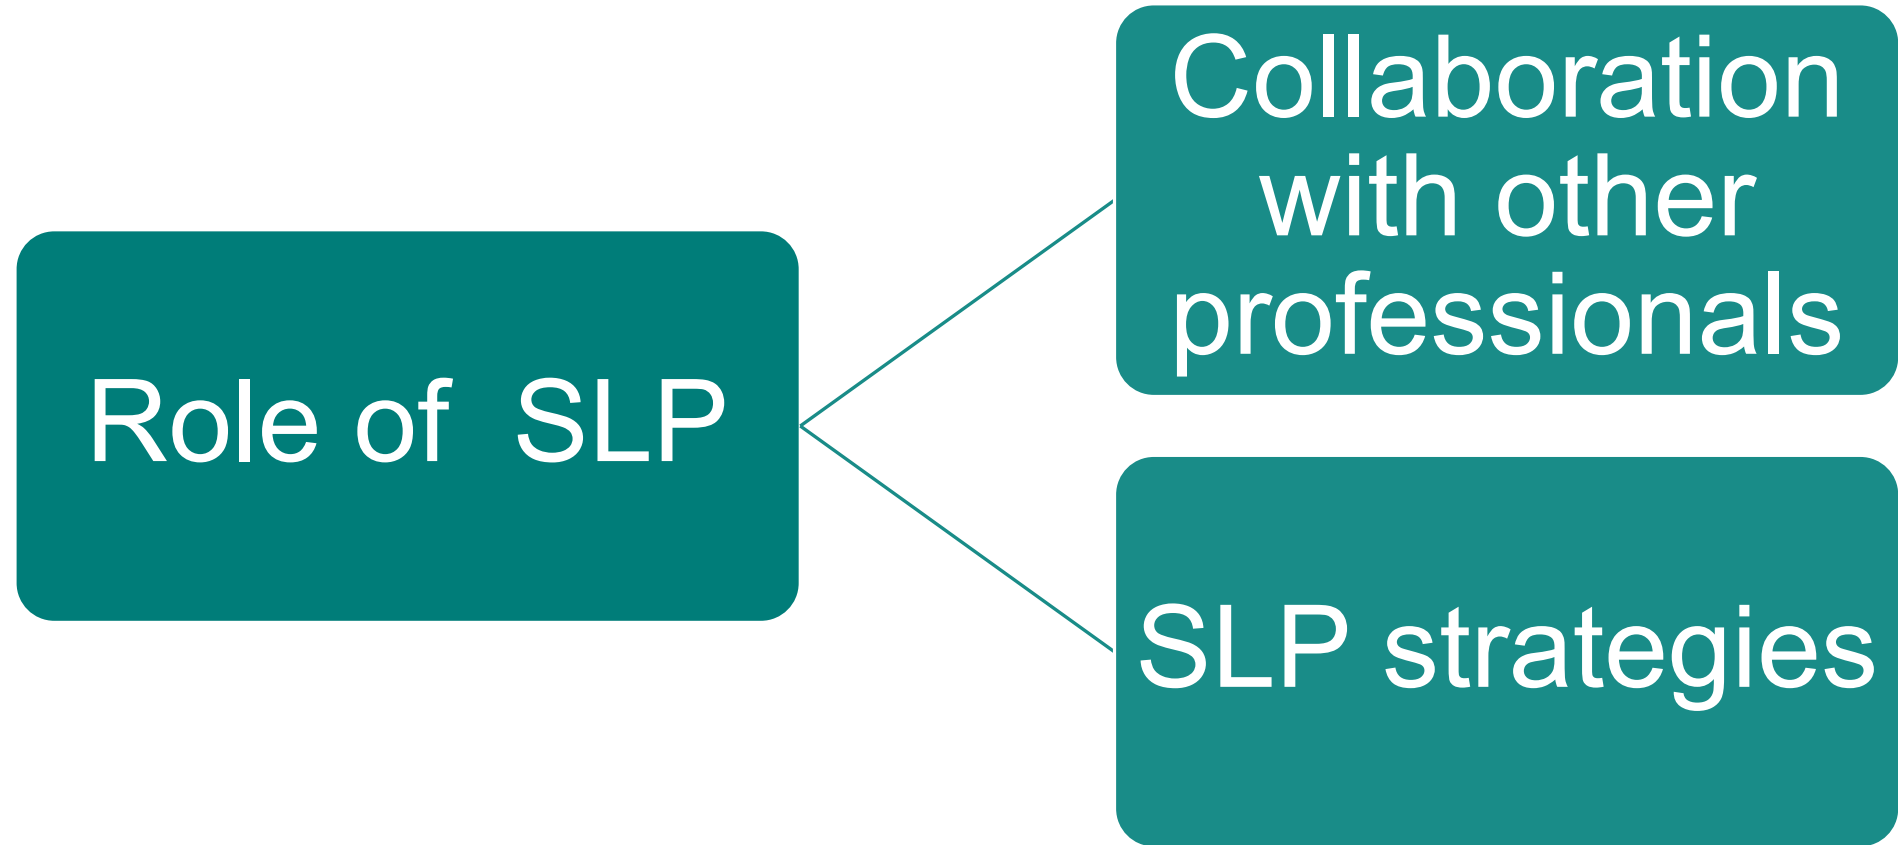 Role of  SLP
Collaboration
with other
professionals
SLP strategies